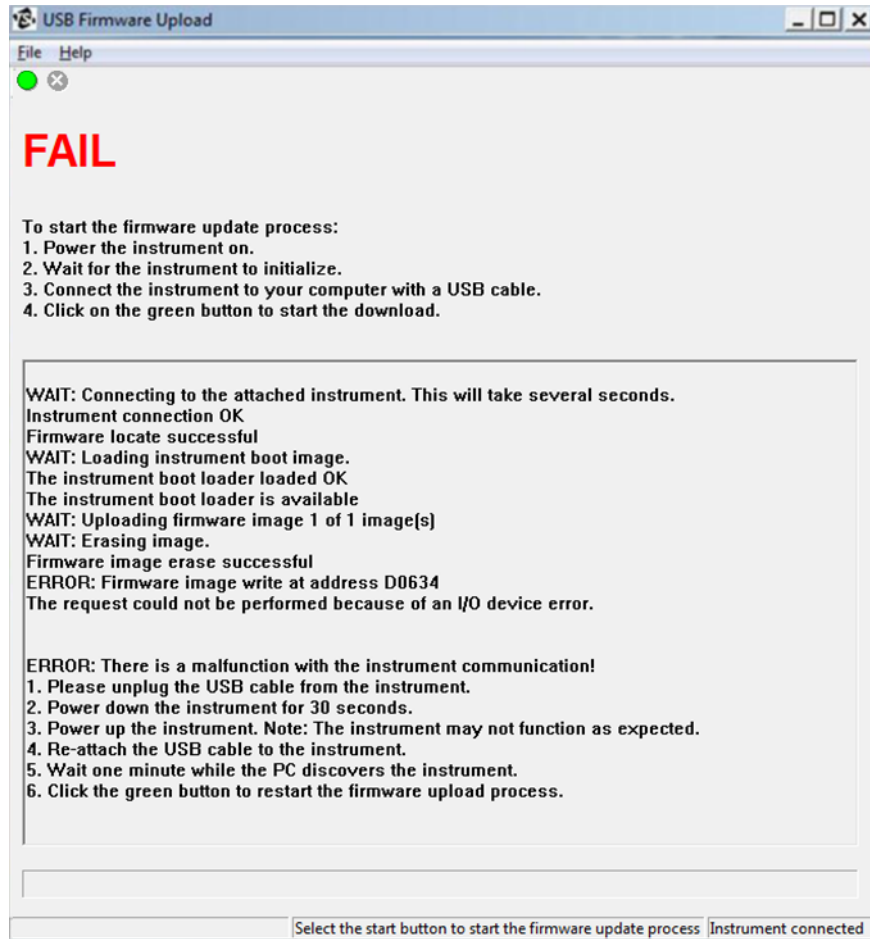 USB Firmware Upload
File Help
FAIL
To start the firmware update process:
1. Power the instrument on.
2. Wait for the instrument to initialize.
3. Connect the instrument to your computer with a USB cable.
4. Click on the green button to start the download.
WAIT: Connecting to the attached instrument. This will take several seconds.
Instrument connection OK
Firmware locate successful
WAIT: Loading instrument boot image.
The instrument boot loader loaded OK
The instrument boot loader is available
WAIT: Uploading firmware image 1 of 1 image(s)
WAIT: Erasing image.
Firmware image erase successful
ERROR: Firmware image write at address D0634
The request could not be performed because of an I/O device error.
ERROR: There is a malfunction with the instrument communication!
1. Please unplug the USB cable from the instrument.
2. Power down the instrument for 30 seconds.
3. Power up the instrument. Note: The instrument may not function as expected.
4. Re-attach the USB cable to the instrument.
5. Wait one minute while the PC discovers the instrument.
6. Click the green button to restart the firmware upload process.
Select the start button to start the firmware update process Instrument connected